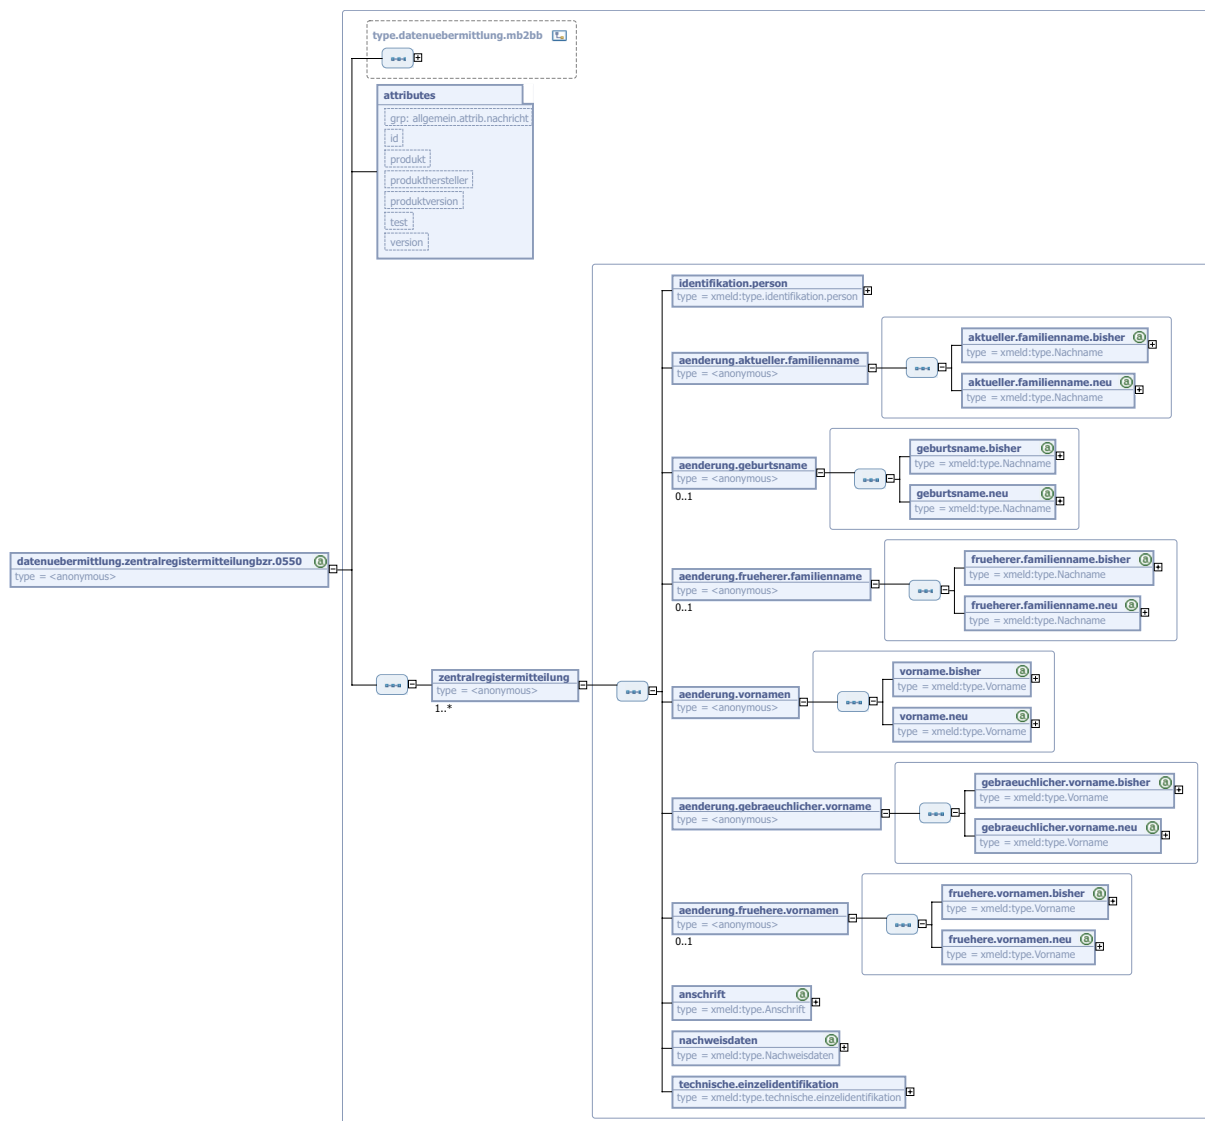 type.datenuebermittlung.mb2bb
attributes
grp: allgemein.attrib.nachricht
id
produkt
produkthersteller
produktversion
test
version
datenuebermittlung.zentralregistermitteilungbzr.0550 a
type = <anonymous>
zentralregistermitteilung
type = <anonymous>
1..*
identifikation.person
type = xmeld:type.identifikation.person
aenderung.aktueller.familienname
type = <anonymous>
aktueller.familienname.bisher a
type = xmeld:type.Nachname
aktueller.familienname.neu a
type = xmeld:type.Nachname
aenderung.geburtsname
type = <anonymous>
0..1
geburtsname.bisher a
type = xmeld:type.Nachname
geburtsname.neu a
type = xmeld:type.Nachname
aenderung.frueherer.familienname
type = <anonymous>
0..1
frueherer.familienname.bisher a
type = xmeld:type.Nachname
frueherer.familienname.neu a
type = xmeld:type.Nachname
aenderung.vornamen
type = <anonymous>
vorname.bisher a
type = xmeld:type.Vorname
vorname.neu a
type = xmeld:type.Vorname
aenderung.gebraeuchlicher.vorname
type = <anonymous>
gebraeuchlicher.vorname.bisher a
type = xmeld:type.Vorname
gebraeuchlicher.vorname.neu a
type = xmeld:type.Vorname
aenderung.fruehere.vornamen
type = <anonymous>
0..1
fruehere.vornamen.bisher a
type = xmeld:type.Vorname
fruehere.vornamen.neu a
type = xmeld:type.Vorname
anschrift a
type = xmeld:type.Anschrift
nachweisdaten a
type = xmeld:type.Nachweisdaten
technische.einzelidentifikation
type = xmeld:type.technische.einzelidentifikation